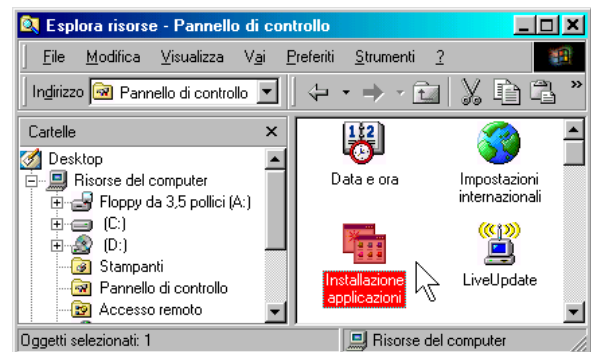 Esplora risorse - Pannello di controllo
File Modifica Visualizza Vai Preferiti Strumenti ?
Indirizzo Pannello di controllo »
Cartelle
Desktop
Risorse del computer
Floppy da 3,5 pollici (A:)
(C:)
(D:)
Stampanti
Pannello di controllo
Accesso remoto
1 2
Data e ora
Impostazioni
internazionali
Installazione
applicazioni
LiveUpdate
Oggetti selezionati: 1
Risorse del computer